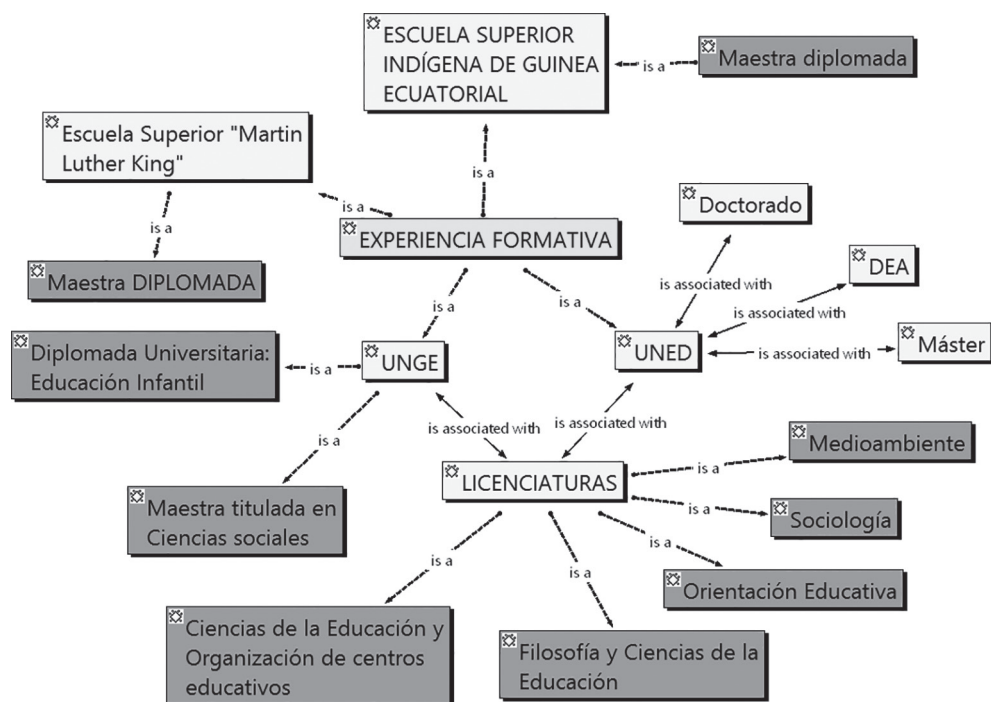 ESCUELA SUPERIOR
INDÍGENA DE GUINEA
ECUATORIAL
is a
Maestra diplomada
Escuela Superior "Martin
Luther King"
is a
is a
is a
EXPERIENCIA FORMATIVA
Doctorado
Maestra DIPLOMADA
is associated with
DEA
is a
is a
is associated with
Diplomada Universitaria:
Educación Infantil
is a
UNGE
UNED
is associated with
Máster
is a
is associated with
is associated with
Medioambiente
LICENCIATURAS
is a
Maestra titulada en
Ciencias sociales
is a
Sociología
is a
is a
is a
Orientación Educativa
Ciencias de la Educación y
Organización de centros
educativos
Filosofía y Ciencias de la
Educación